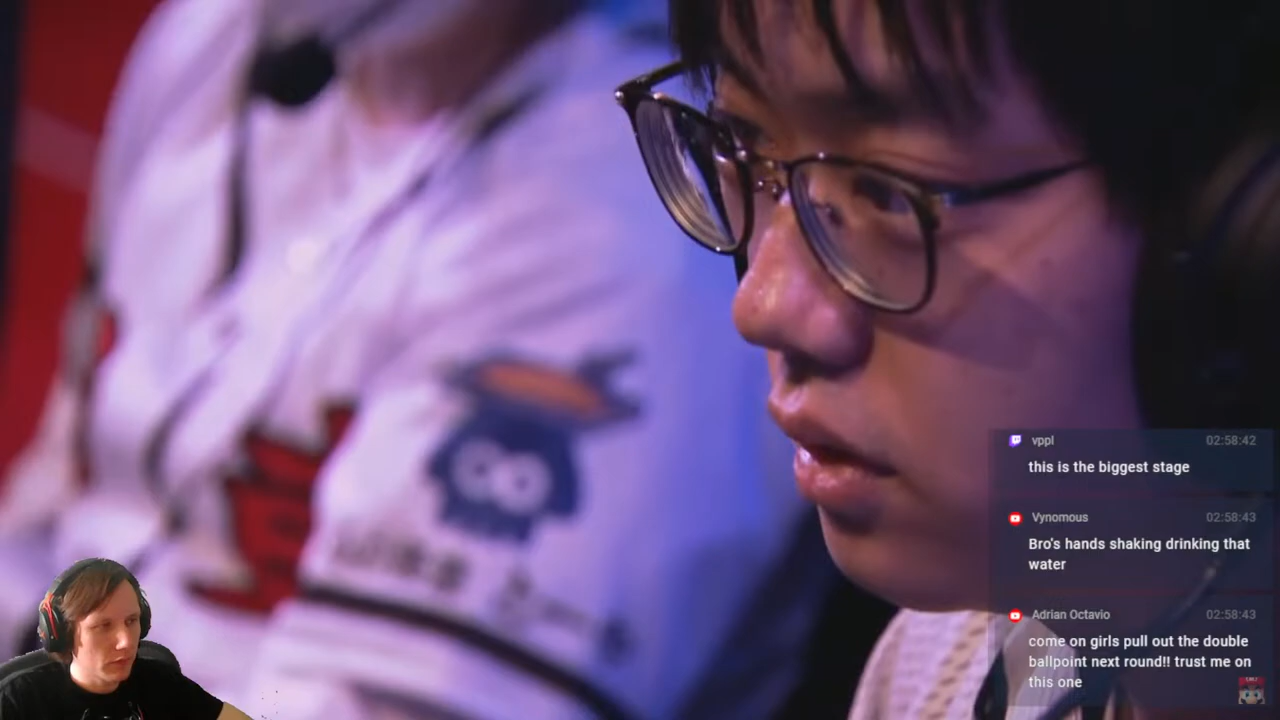 vppl 02:58:42
this is the biggest stage
Vynomous 02:58:43
Bro's hands shaking drinking that
water
Adrian Octavio 02:58:43
come on girls pull out the double
ballpoint next round!! trust me on
this one